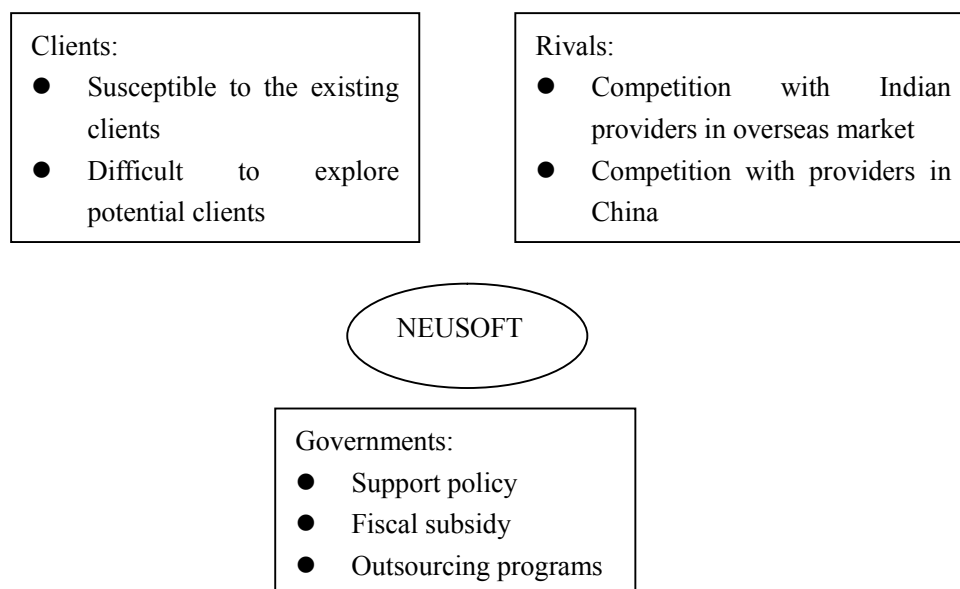 Clients:
● Susceptible to the existing
clients
● Difficult to explore
potential clients
Rivals:
● Competition with Indian
providers in overseas market
● Competition with providers in
China
NEUSOFT
Governments:
● Support policy
● Fiscal subsidy
● Outsourcing programs